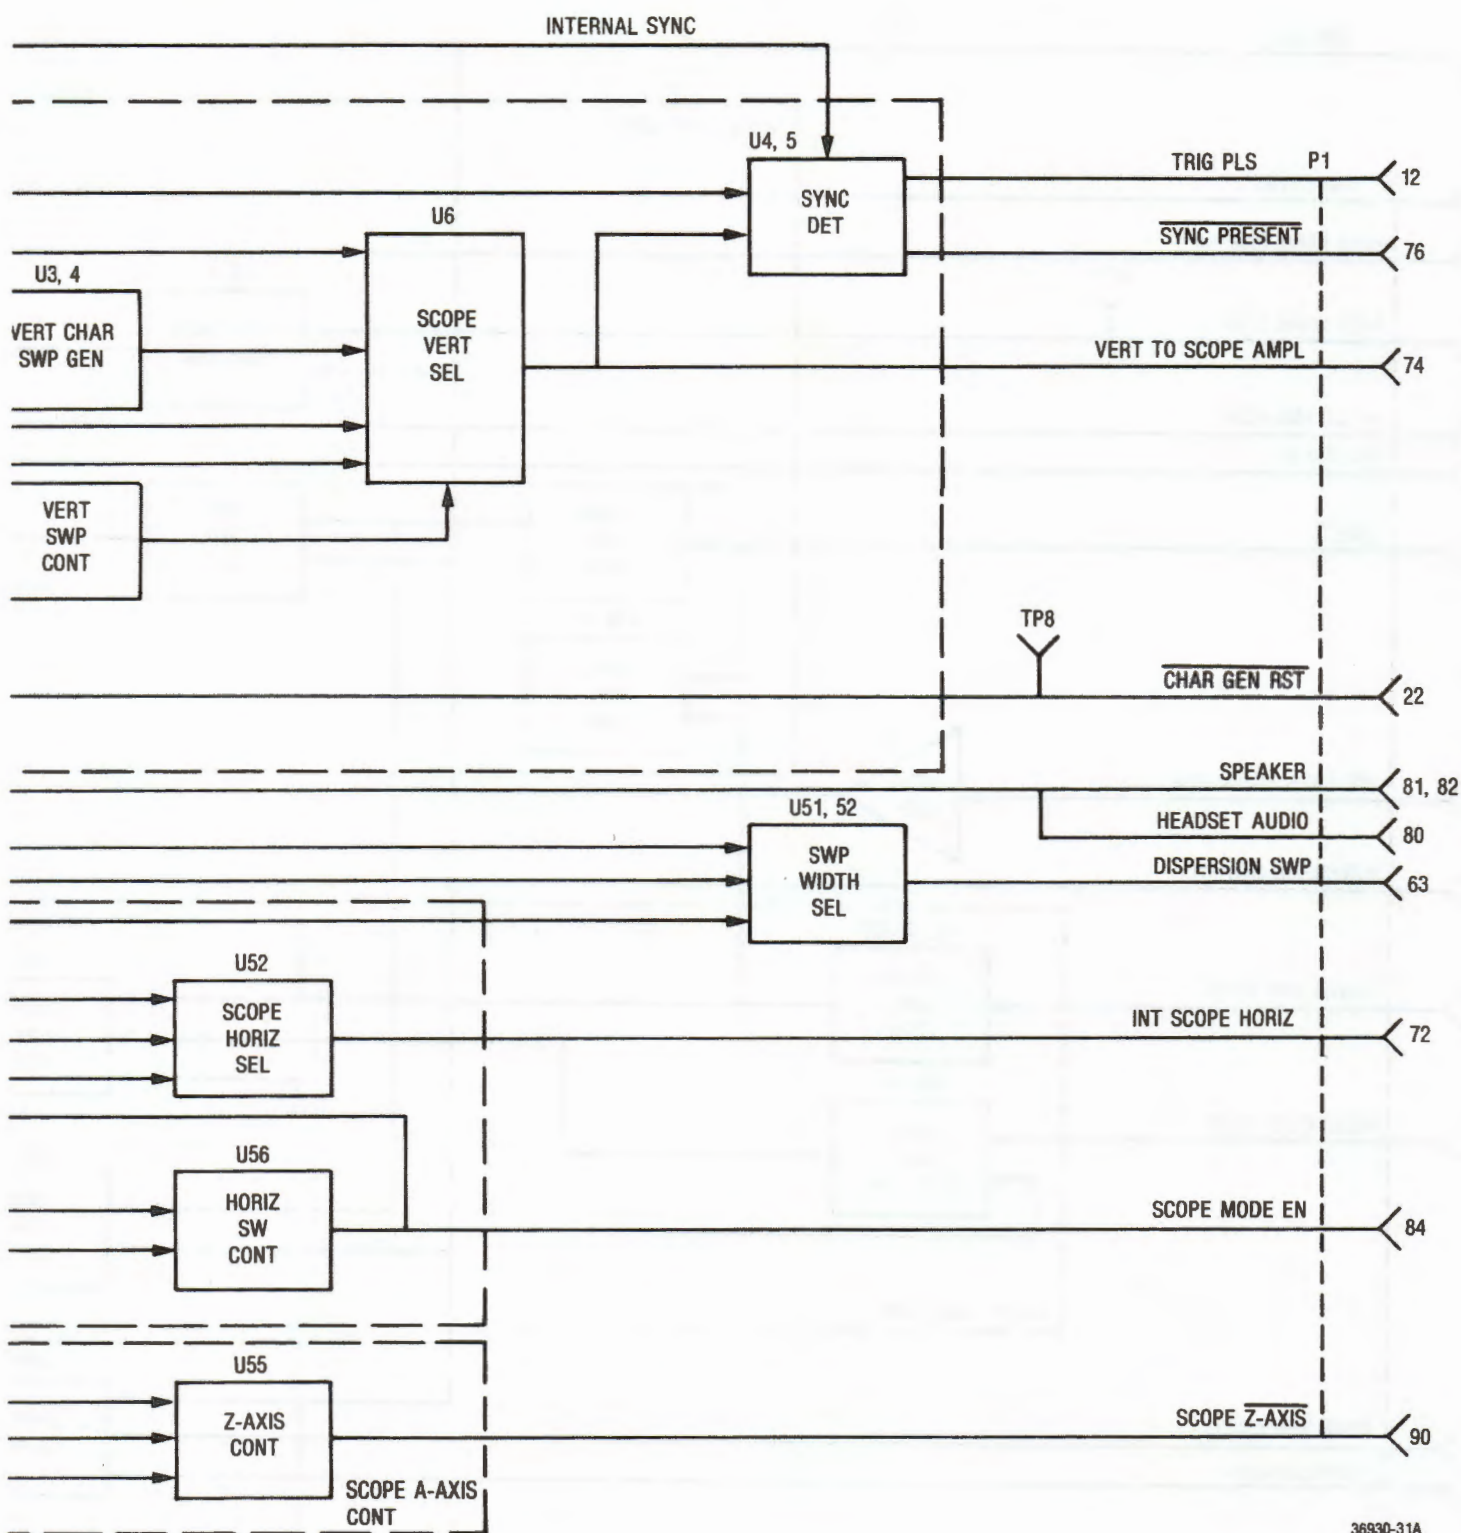 INTERNAL SYNC
U4, 5
SYNC
DET
TRIG PLS
P1
12
SYNC PRESENT
76
U6
SCOPE
VERT
SEL
U3, 4
VERT CHAR
SWP GEN
VERT TO SCOPE AMPL
74
VERT
SWP
CONT
TP8
CHAR GEN RST
22
SPEAKER
81, 82
HEADSET AUDIO
80
U51, 52
SWP
WIDTH
SEL
DISPERSION SWP
63
U52
SCOPE
HORIZ
SEL
INT SCOPE HORIZ
72
U56
HORIZ
SW
CONT
SCOPE MODE EN
84
U55
Z-AXIS
CONT
SCOPE Z-AXIS
90
SCOPE A-AXIS
CONT
36930-31A